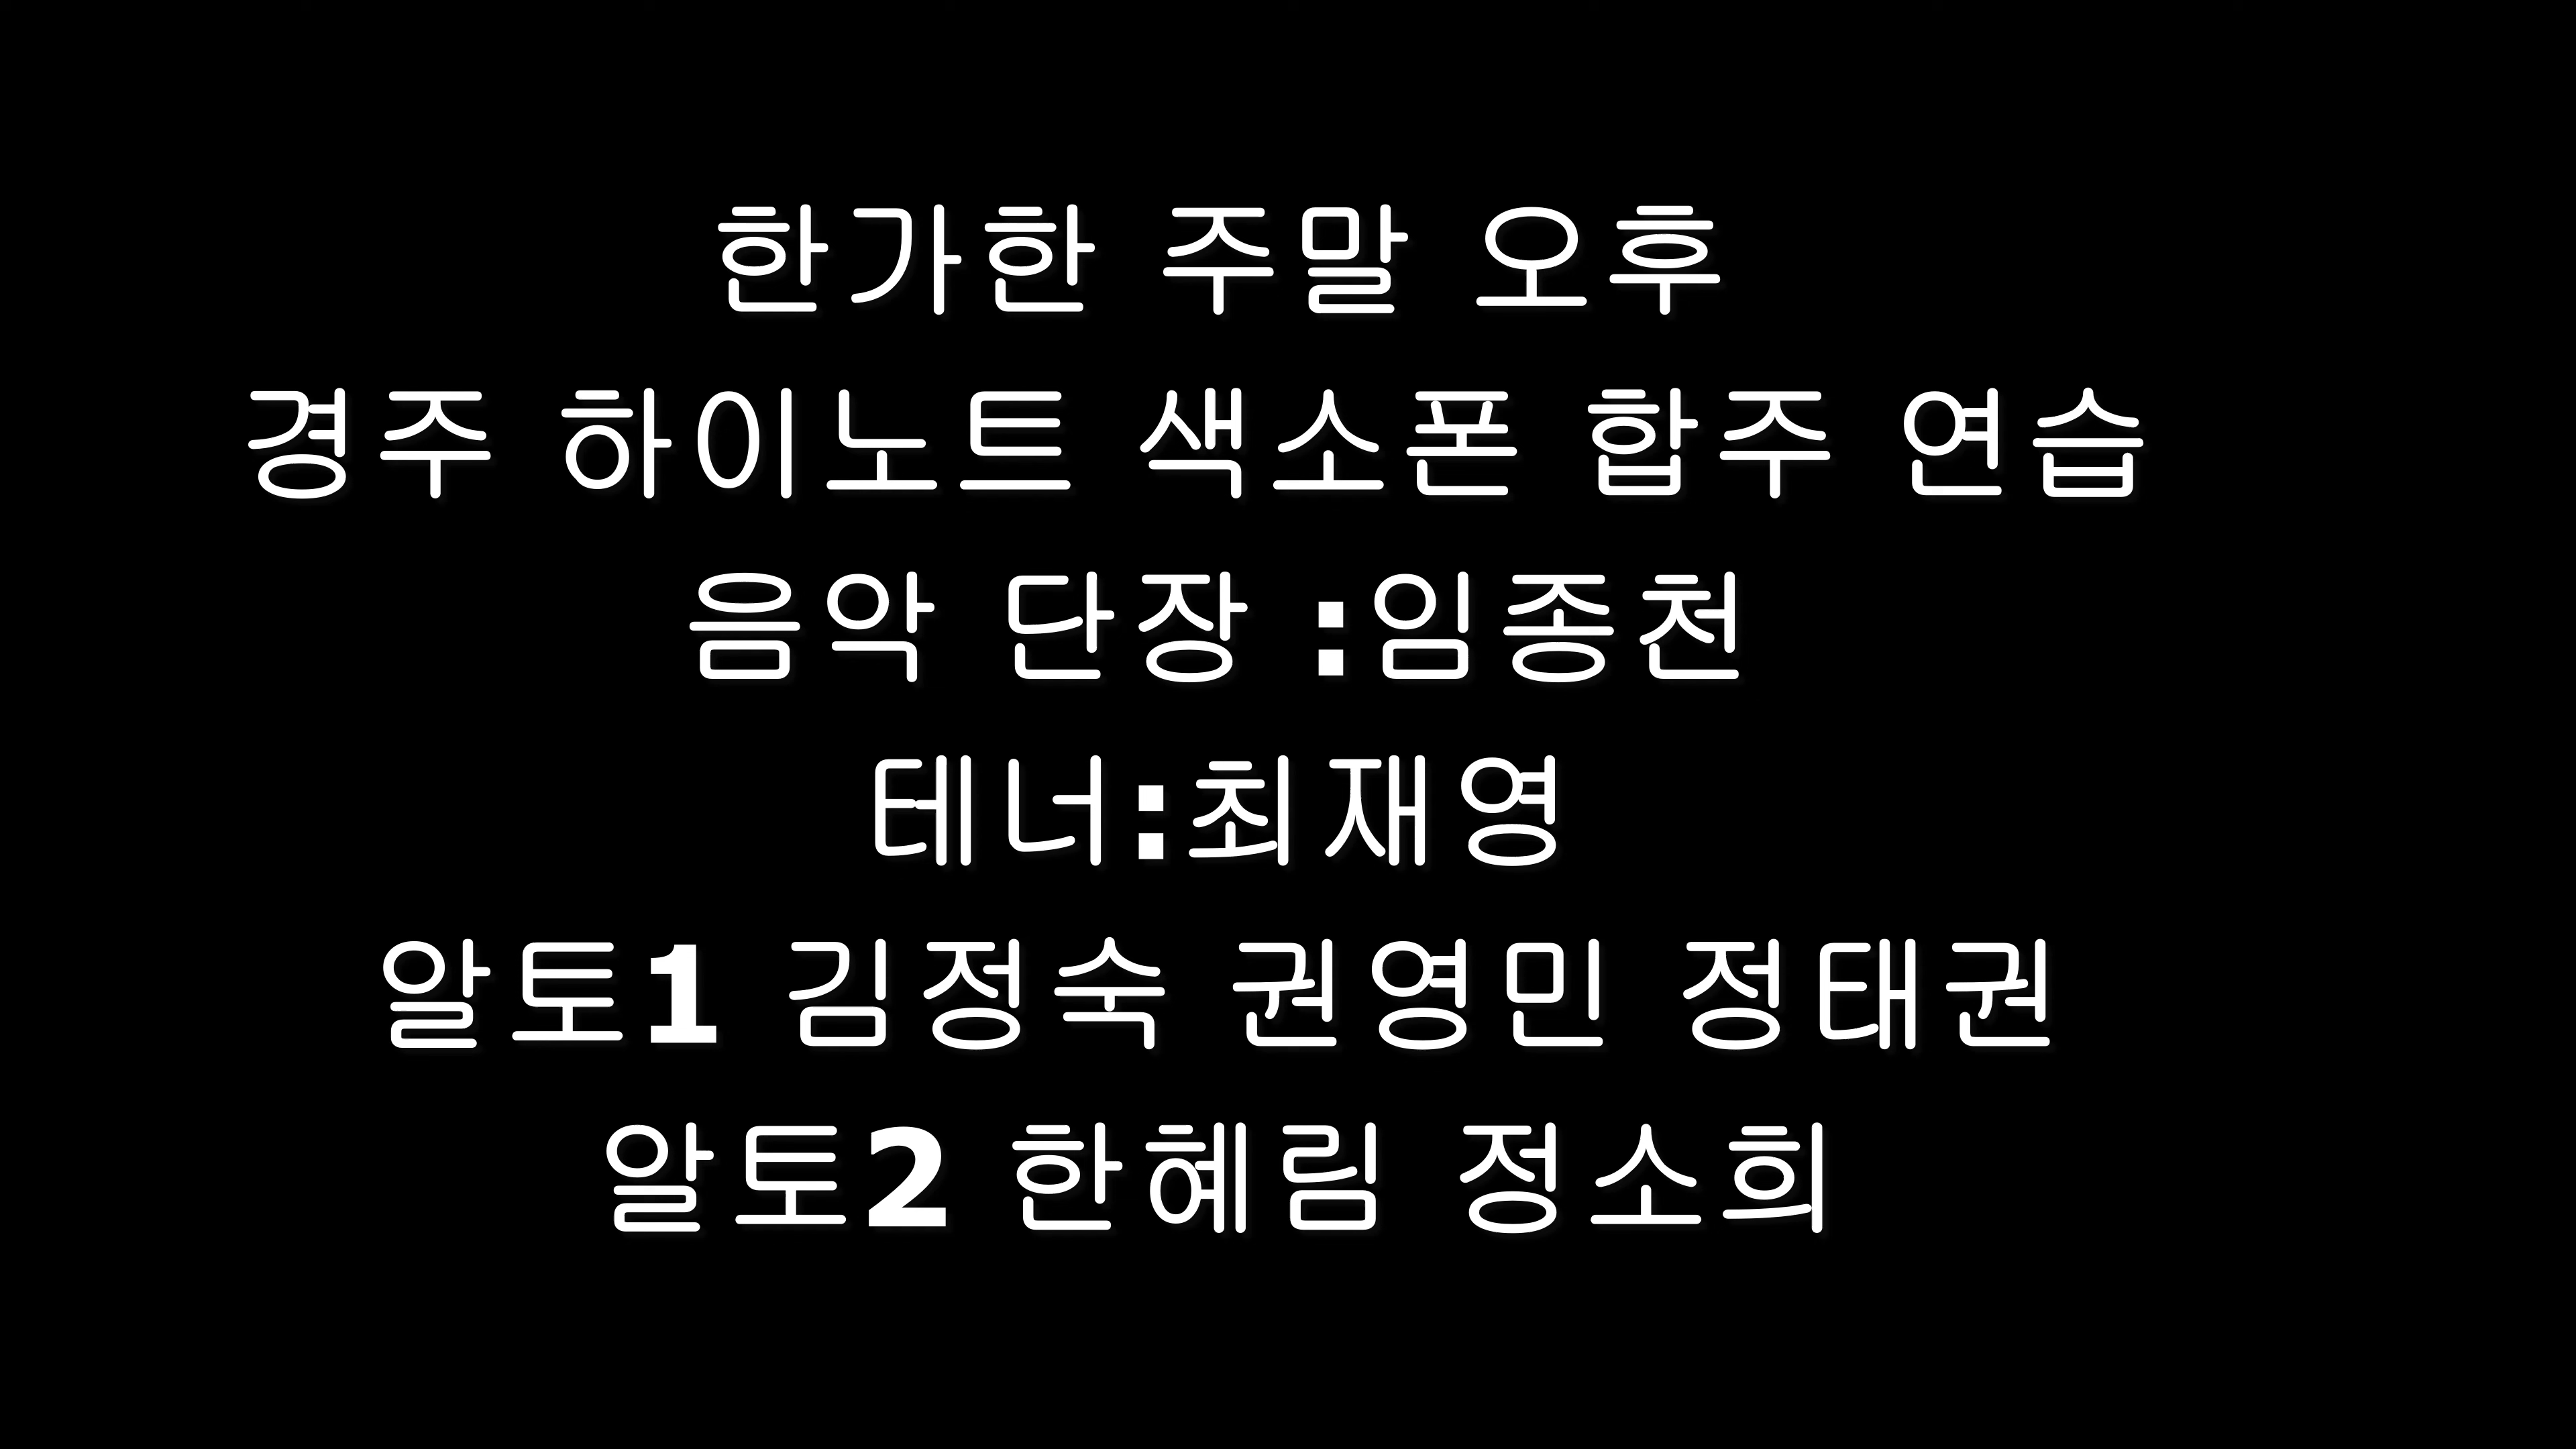 한가한 주말 오후
경주 하이노트 색소폰 합주 연습
음악 단장 :임종천
테너:최재영
알토1 김정숙 권영민 정태권
알토2 한혜림 정소희